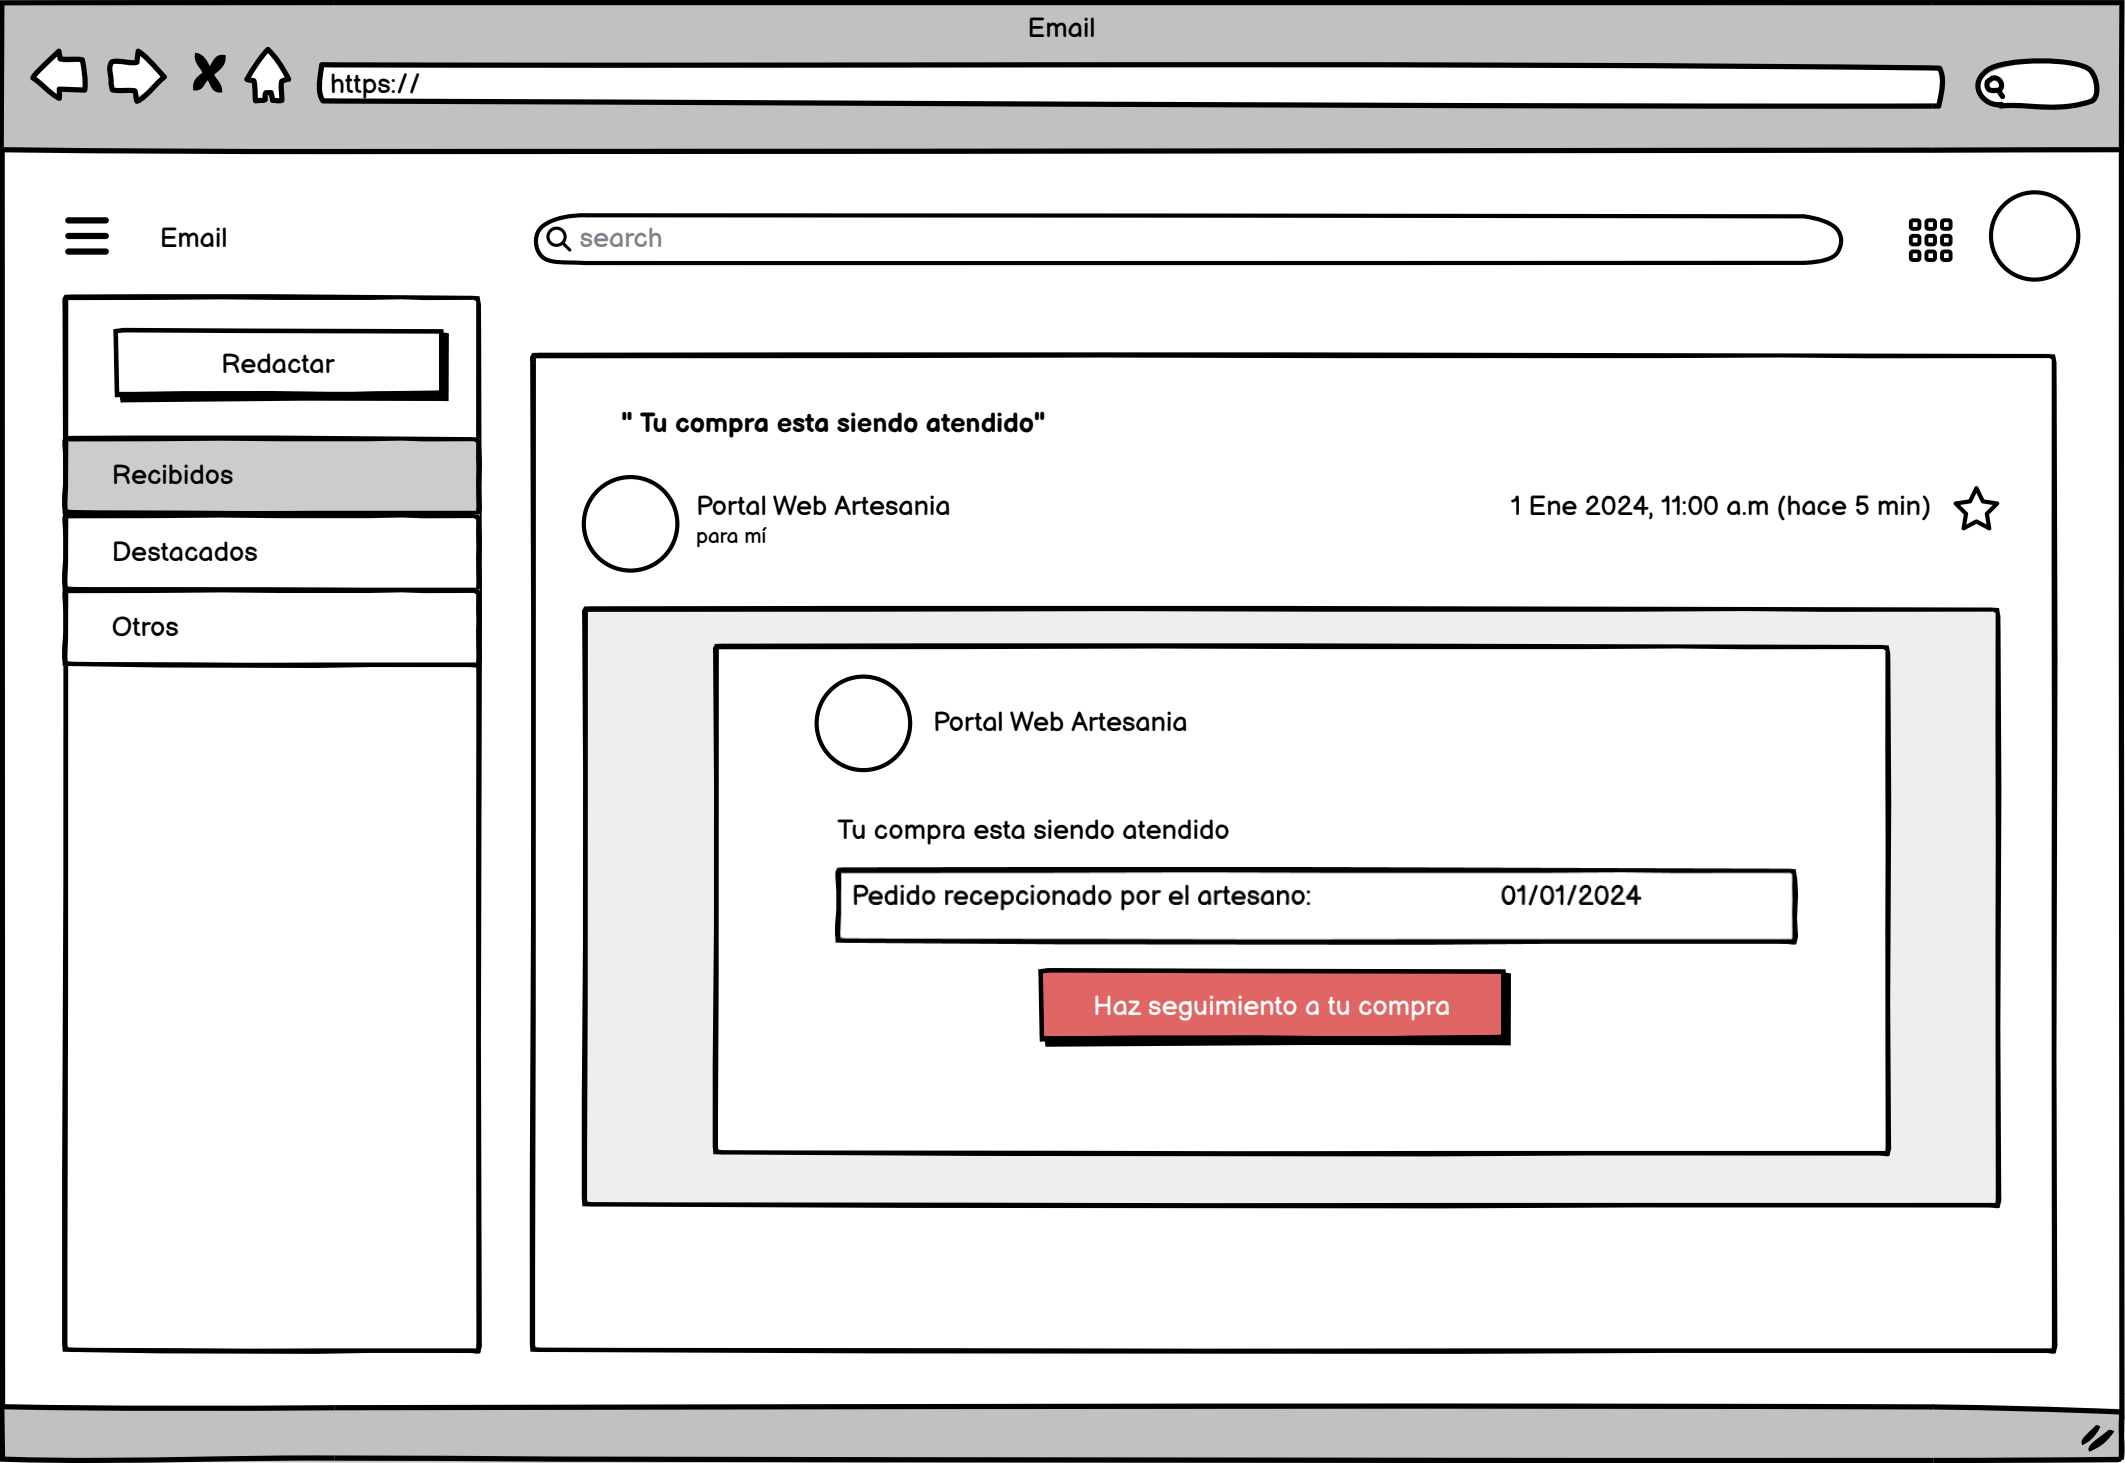 Email
https://
Email
search
Redactar
Recibidos
Destacados
Otros
" Tu compra esta siendo atendido"
Portal Web Artesania
1 Ene 2024, 11:00 a.m (hace 5 min)
para mí
Portal Web Artesania
Tu compra esta siendo atendido
Pedido recepcionado por el artesano: 01/01/2024
Haz seguimiento a tu compra